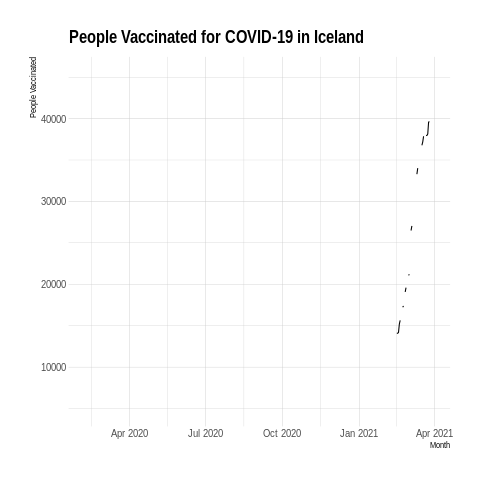 People Vaccinated for COVID-19 in Iceland
People Vaccinated
40000
30000
20000
10000
Apr 2020 Jul 2020 Oct 2020 Jan 2021 Apr 2021
Month